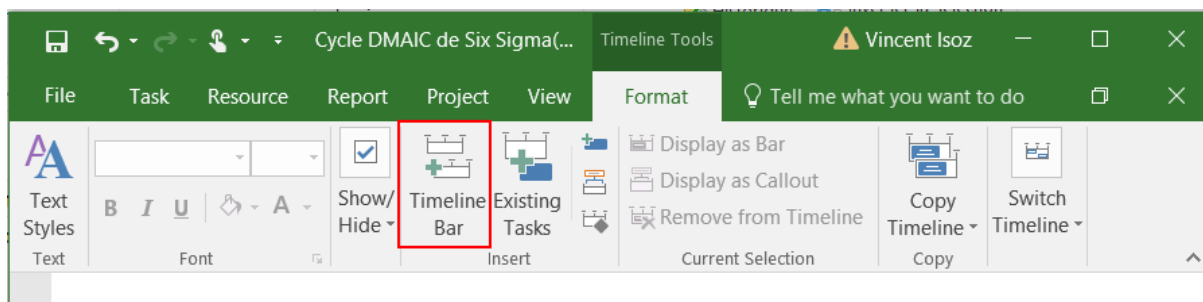 Cycle DMAIC de Six Sigma(...
Timeline Tools
Vincent Isoz
File Task Resource Report Project View Format Tell me what you want to do
Text Styles
B I U A
Show/ Hide
Timeline Bar
Existing Tasks
Display as Bar
Display as Callout
Remove from Timeline
Copy Timeline
Switch Timeline
Text Font Insert Current Selection Copy